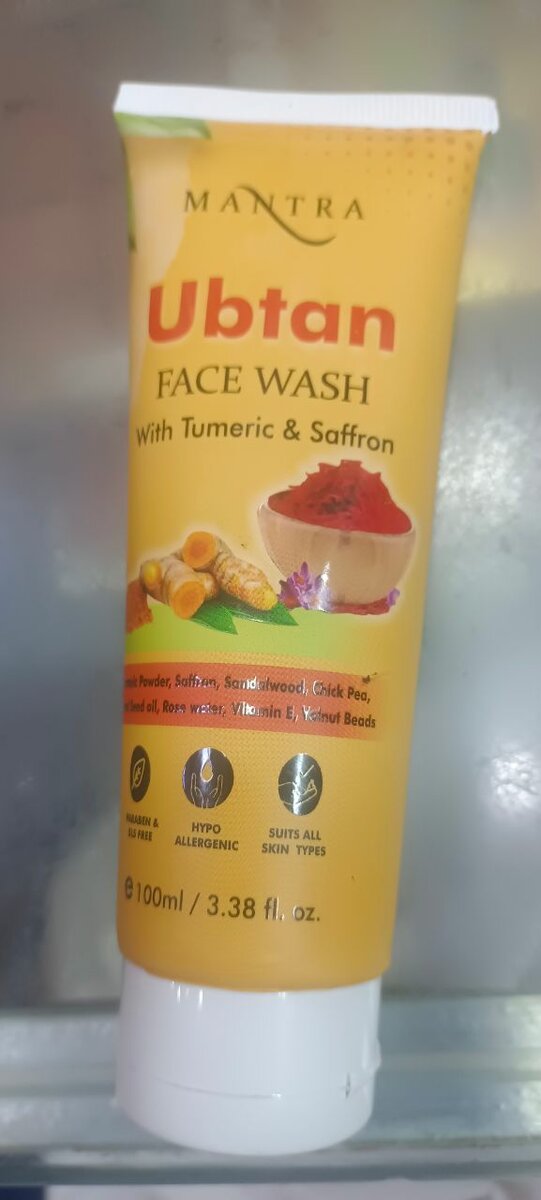 MANTRA
Ubtan
FACE WASH
With Tumeric & Saffron
Powder, Saffron, Sandalwood, Chick Pea,
Seed oil, Rose water, Vitamin E, Walnut Beads
PARABEN &
SLS FREE
HYPO
ALLERGENIC
SUITS ALL
SKIN TYPES
℮ 100ml / 3.38 fl. oz.